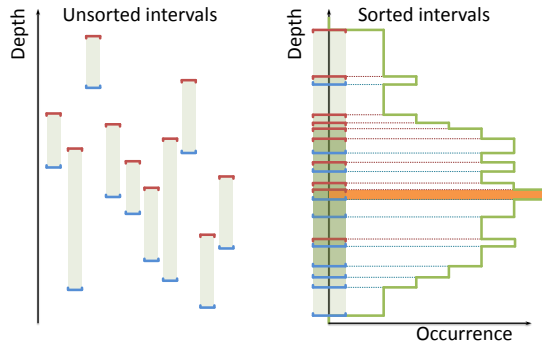 Unsorted intervals
Sorted intervals
Depth
Depth
Occurrence